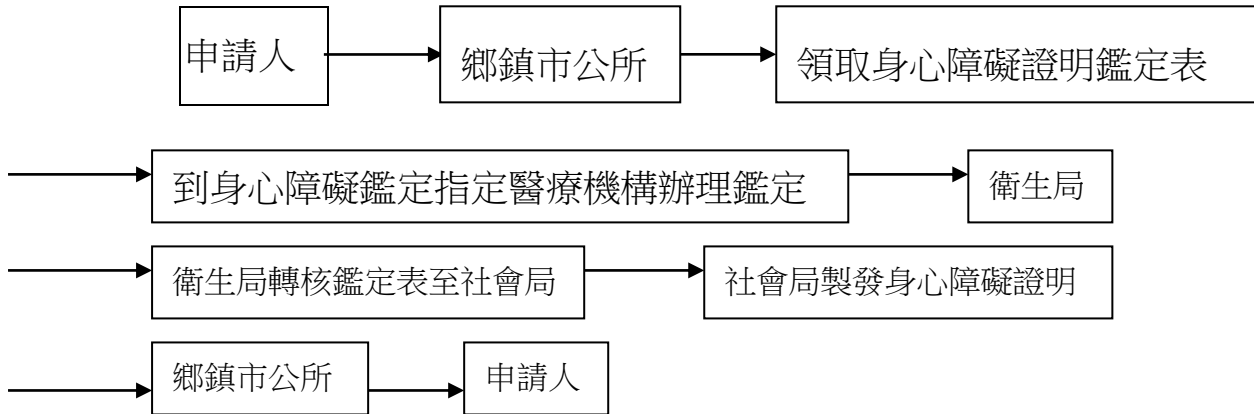 申請人
鄉鎮市公所
領取身心障礙證明鑑定表
到身心障礙鑑定指定醫療機構辦理鑑定
衛生局
衛生局轉核鑑定表至社會局
社會局製發身心障礙證明
鄉鎮市公所
申請人